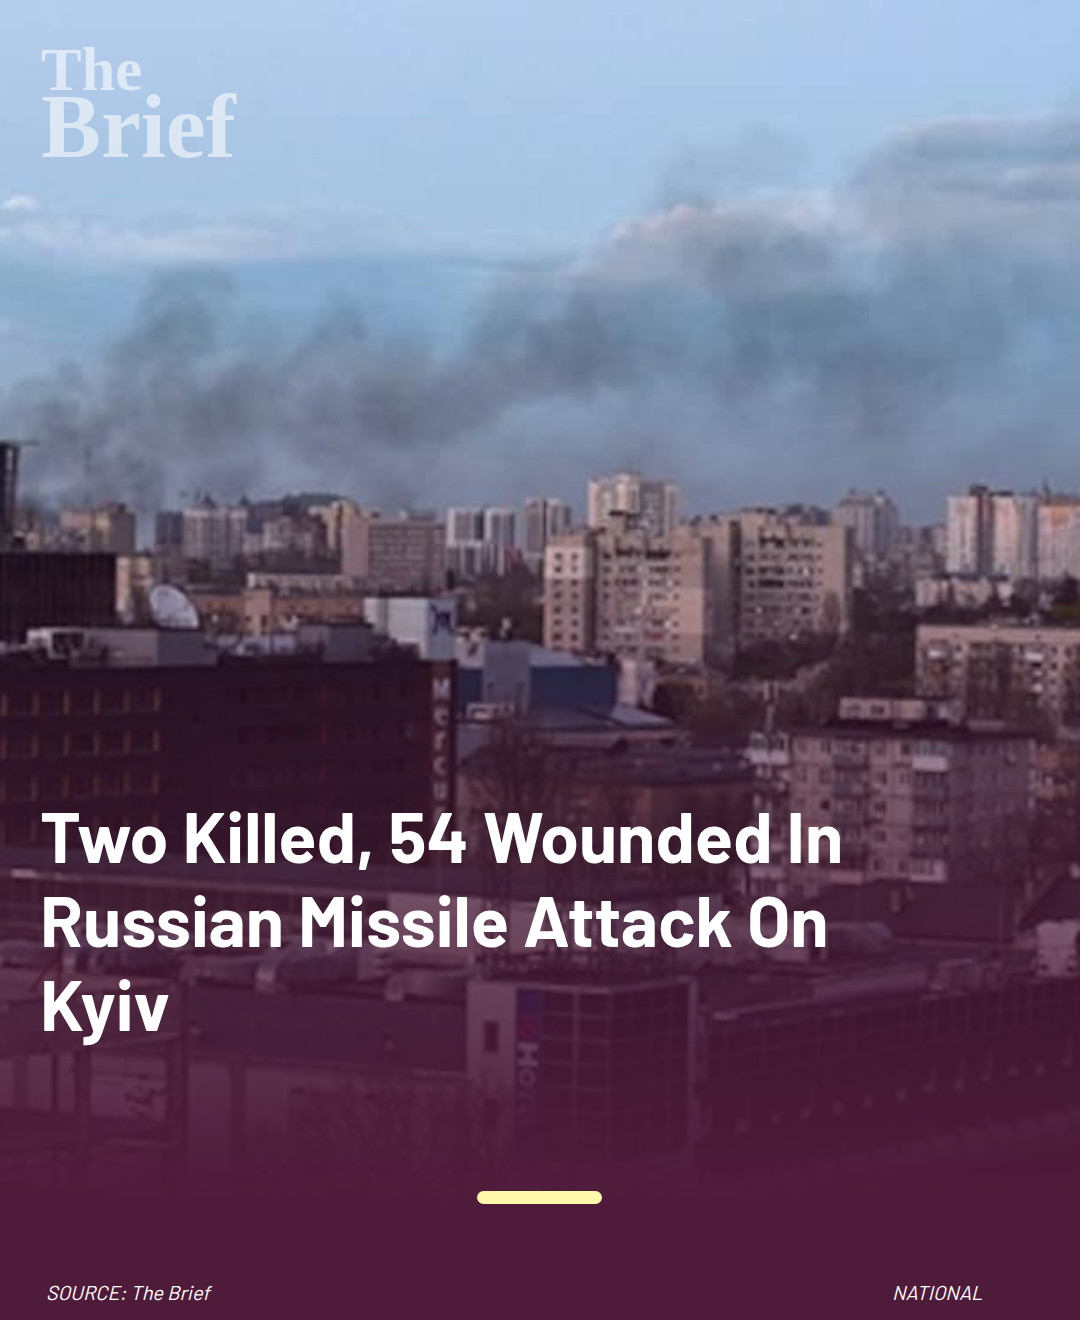 The
Brief
Two Killed, 54 Wounded In
Russian Missile Attack On
Kyiv
SOURCE: The Brief
NATIONAL